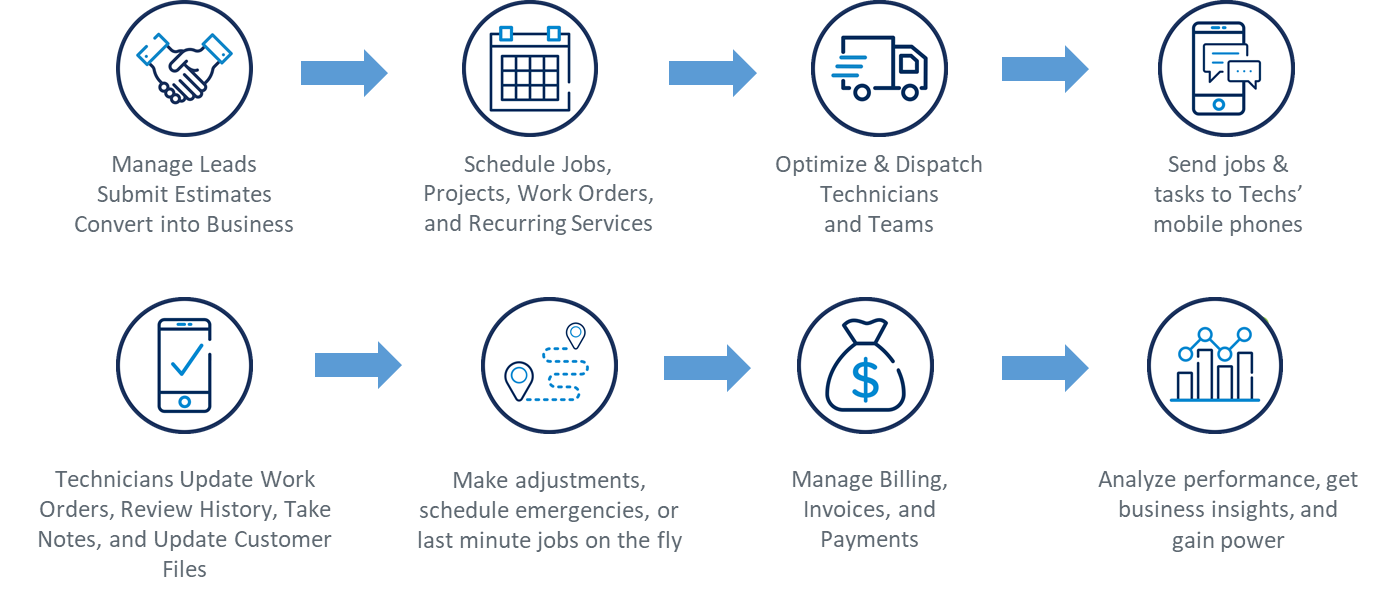 Manage Leads
Submit Estimates
Convert into Business
Schedule Jobs,
Projects, Work Orders,
and Recurring Services
Optimize & Dispatch
Technicians
and Teams
Send jobs &
tasks to Techs’
mobile phones
Technicians Update Work
Orders, Review History, Take
Notes, and Update Customer
Files
Make adjustments,
schedule emergencies, or
last minute jobs on the fly
$
Manage Billing,
Invoices, and
Payments
Analyze performance, get
business insights, and
gain power